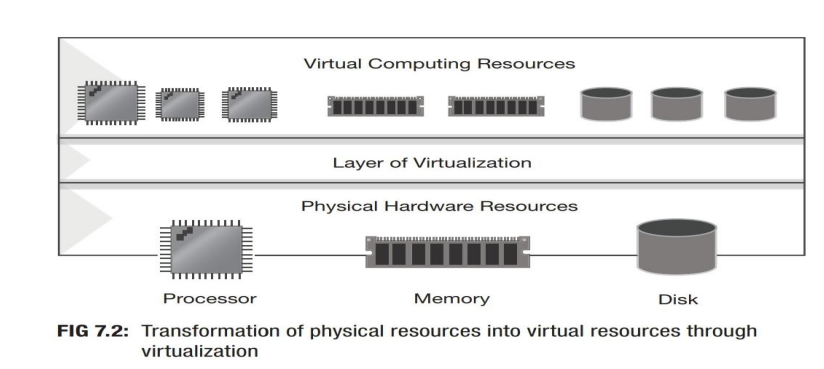 Virtual Computing Resources
Layer of Virtualization
Physical Hardware Resources
Processor Memory Disk
FIG 7.2: Transformation of physical resources into virtual resources through
virtualization